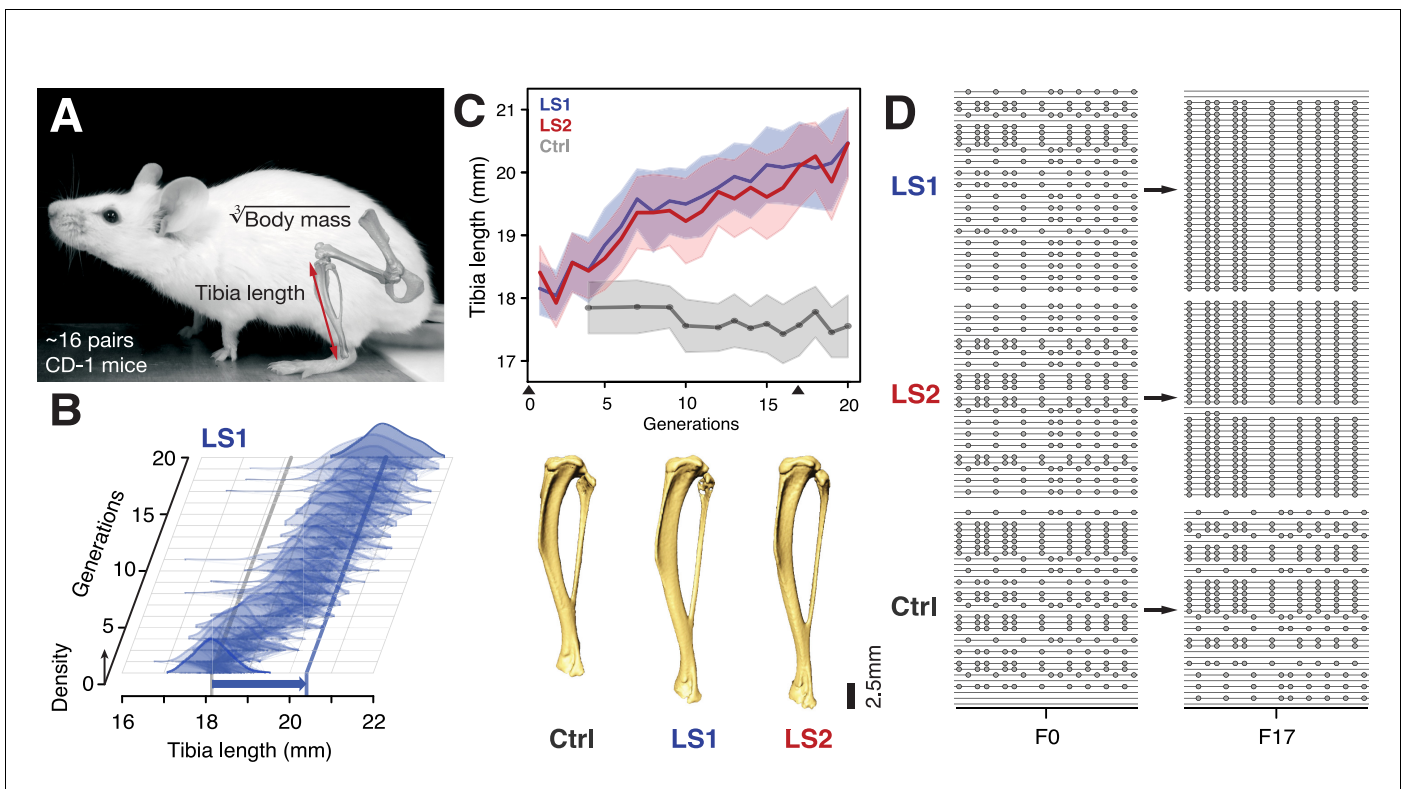 A
∛Body mass
Tibia length
~16 pairs
CD-1 mice
B
LS1
20
15
10
5
0
Generations
Density
16
18
20
22
Tibia length (mm)
C
LS1
LS2
Ctrl
21
20
19
18
17
Tibia length (mm)
0
5
10
15
20
Generations
Ctrl
LS1
LS2
2.5mm
D
LS1
LS2
Ctrl
F0
F17